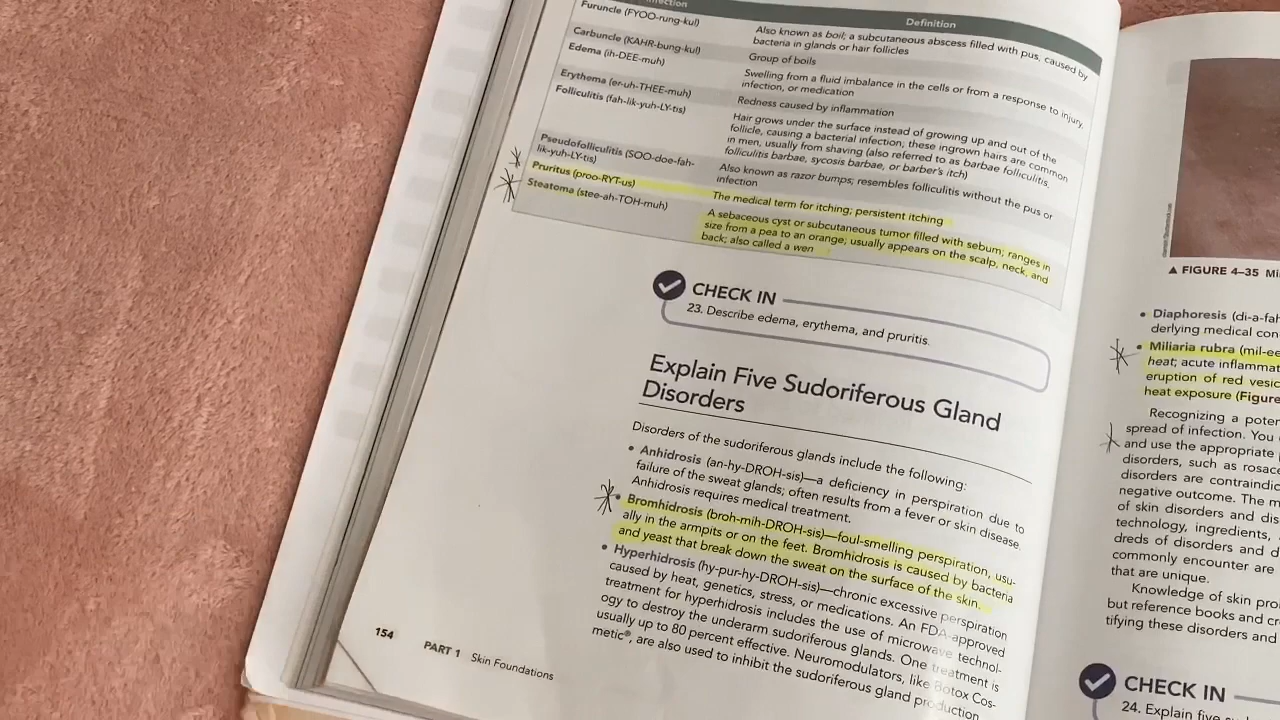 Definition
Furuncle (FYOO-rung-kul)
Also known as boil; a subcutaneous abscess filled with pus, caused by
bacteria in glands or hair follicles
Carbuncle (KAHR-bung-kul)
Group of boils
Edema (ih-DEE-muh)
Swelling from a fluid imbalance in the cells or from a response to injury,
infection, or medication
Erythema (er-uh-THEE-muh)
Redness caused by inflammation
Folliculitis (fah-lik-yuh-LY-tis)
Hair grows under the surface instead of growing up and out of the
follicle, causing a bacterial infection; these ingrown hairs are common
in men, usually from shaving (also referred to as barbae folliculitis,
folliculitis barbae, sycosis barbae, or barber's itch)
Pseudofolliculitis (SOO-doe-fah-
lik-yuh-LY-tis)
Also known as razor bumps; resembles folliculitis without the pus or
infection
Pruritus (proo-RYT-us)
The medical term for itching; persistent itching
Steatoma (stee-ah-TOH-muh)
A sebaceous cyst or subcutaneous tumor filled with sebum; ranges in
size from a pea to an orange; usually appears on the scalp, neck, and
back; also called a wen
CHECK IN
23. Describe edema, erythema, and pruritis.
Explain Five Sudoriferous Gland
Disorders
Disorders of the sudoriferous glands include the following:
• Anhidrosis (an-hy-DROH-sis)—a deficiency in perspiration due to
failure of the sweat glands; often results from a fever or skin disease.
Anhidrosis requires medical treatment.
• Bromhidrosis (broh-mih-DROH-sis)—foul-smelling perspiration, usu-
ally in the armpits or on the feet. Bromhidrosis is caused by bacteria
and yeast that break down the sweat on the surface of the skin.
• Hyperhidrosis (hy-pur-hy-DROH-sis)—chronic excessive perspiration
caused by heat, genetics, stress, or medications. An FDA-approved
treatment for hyperhidrosis includes the use of microwave technol-
ogy to destroy the underarm sudoriferous glands. One treatment is
usually up to 80 percent effective. Neuromodulators, like Botox Cos-
metic®, are also used to inhibit the sudoriferous gland production
154 PART 1 Skin Foundations
▲ FIGURE 4–35 Mi
• Diaphoresis (di-a-fah
derlying medical con
• Miliaria rubra (mil-ee
heat; acute inflammat
eruption of red vesic
heat exposure (Figure
Recognizing a poten
spread of infection. You
and use the appropriate
disorders, such as rosac
disorders are contraindic
negative outcome. The m
of skin disorders and dis
technology, ingredients,
dreds of disorders and d
commonly encounter are
that are unique.
Knowledge of skin pro
but reference books and cr
tifying these disorders and
CHECK IN
24. Explain five su